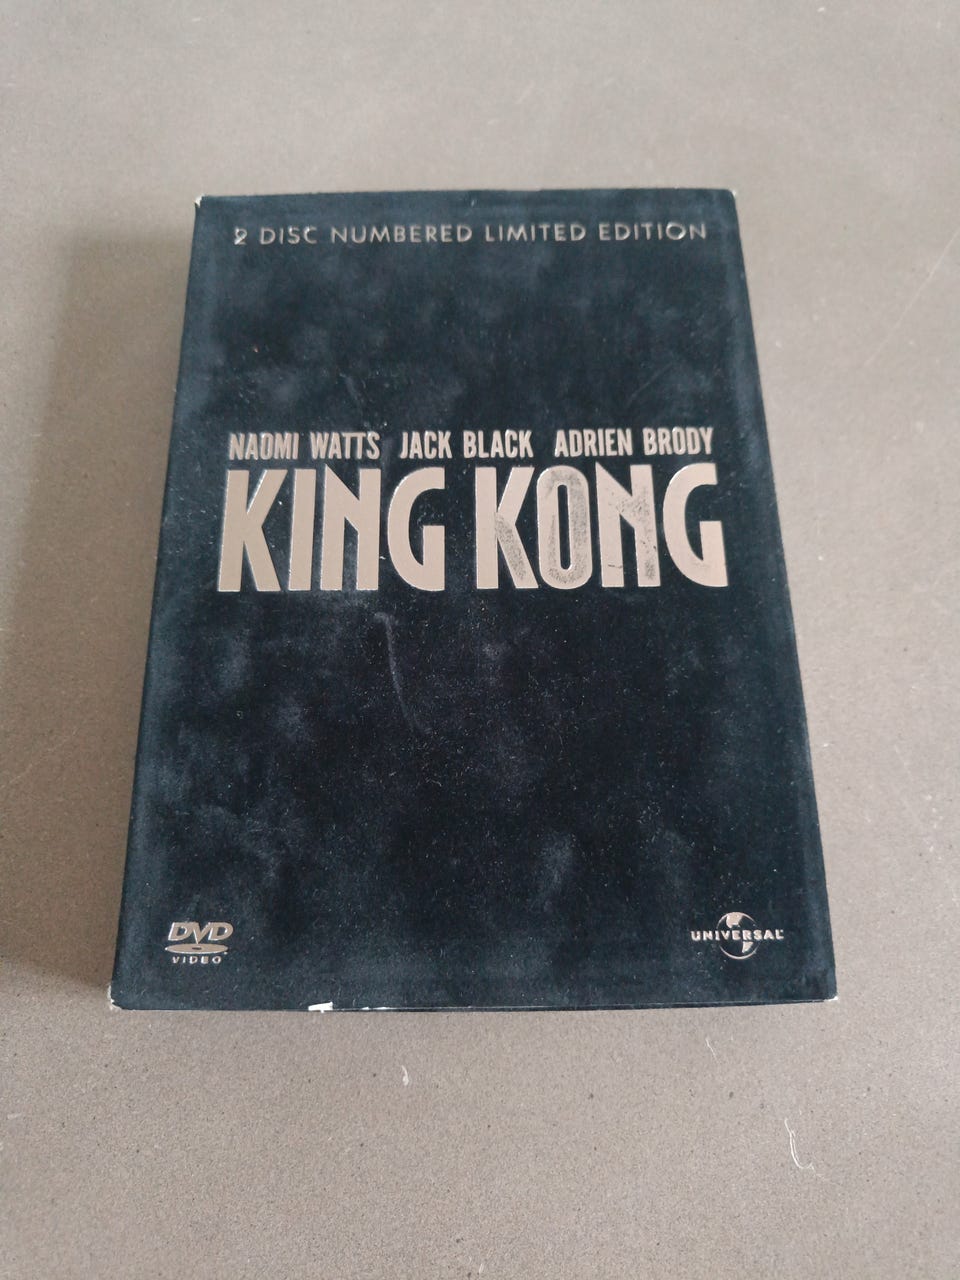 2 DISC NUMBERED LIMITED EDITION
NAOMI WATTS JACK BLACK ADRIEN BRODY
KING KONG
DVD
VIDEO
UNIVERSAL